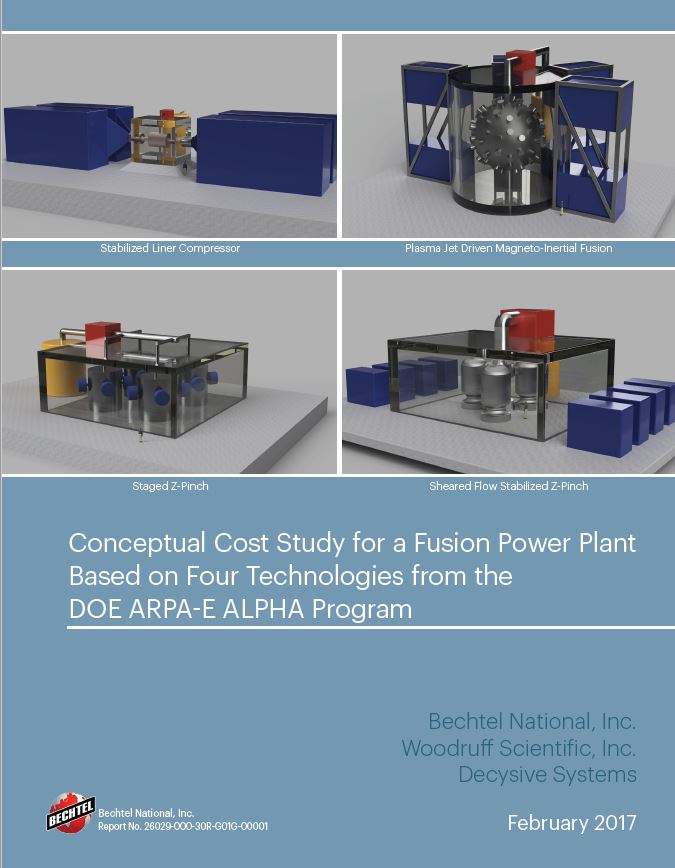 Stabilized Liner Compressor
Plasma Jet Driven Magneto-Inertial Fusion
Staged Z-Pinch
Sheared Flow Stabilized Z-Pinch
Conceptual Cost Study for a Fusion Power Plant
Based on Four Technologies from the
DOE ARPA-E ALPHA Program
Bechtel National, Inc.
Woodruff Scientific, Inc.
Decysive Systems
BECHTEL
Bechtel National, Inc.
Report No. 26029-000-30R-G01G-00001
February 2017